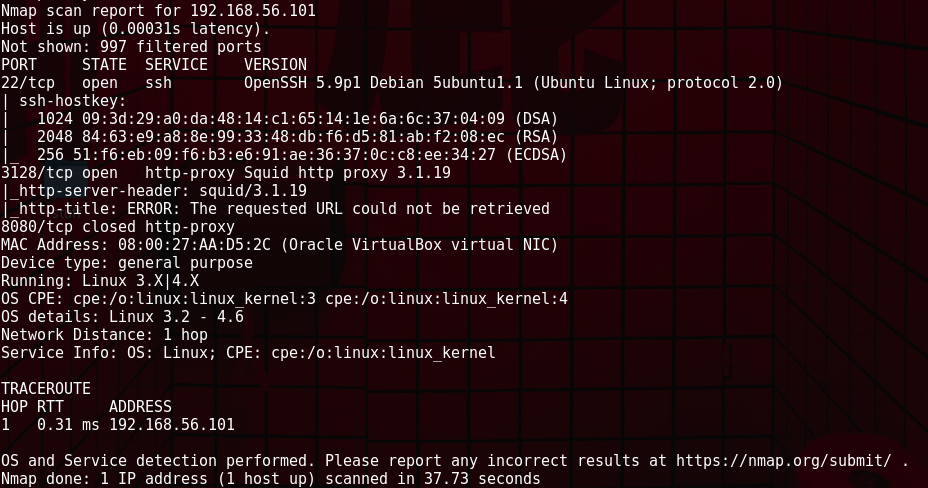 Nmap scan report for 192.168.56.101
Host is up (0.00031s latency).
Not shown: 997 filtered ports
PORT     STATE  SERVICE    VERSION
22/tcp   open   ssh        OpenSSH 5.9p1 Debian 5ubuntu1.1 (Ubuntu Linux; protocol 2.0)
| ssh-hostkey:
|   1024 09:3d:29:a0:da:48:14:c1:65:14:1e:6a:6c:37:04:09 (DSA)
|   2048 84:63:e9:a8:8e:99:33:48:db:f6:d5:81:ab:f2:08:ec (RSA)
|_  256 51:f6:eb:09:f6:b3:e6:91:ae:36:37:0c:c8:ee:34:27 (ECDSA)
3128/tcp open   http-proxy Squid http proxy 3.1.19
|_http-server-header: squid/3.1.19
|_http-title: ERROR: The requested URL could not be retrieved
8080/tcp closed http-proxy
MAC Address: 08:00:27:AA:D5:2C (Oracle VirtualBox virtual NIC)
Device type: general purpose
Running: Linux 3.X|4.X
OS CPE: cpe:/o:linux:linux_kernel:3 cpe:/o:linux:linux_kernel:4
OS details: Linux 3.2 - 4.6
Network Distance: 1 hop
Service Info: OS: Linux; CPE: cpe:/o:linux:linux_kernel

TRACEROUTE
HOP RTT     ADDRESS
1   0.31 ms 192.168.56.101

OS and Service detection performed. Please report any incorrect results at https://nmap.org/submit/ .
Nmap done: 1 IP address (1 host up) scanned in 37.73 seconds